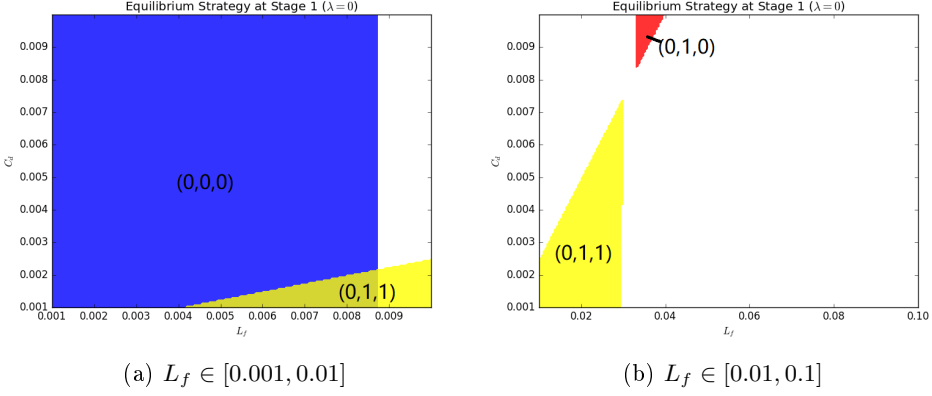 Equilibrium Strategy at Stage 1 (λ=0)
0.009
0.008
0.007
0.006
0.005
0.004
0.003
0.002
0.001
C_d
(0,0,0)
(0,1,1)
0.001 0.002 0.003 0.004 0.005 0.006 0.007 0.008 0.009
L_f
(a) L_f ∈ [0.001, 0.01]
Equilibrium Strategy at Stage 1 (λ=0)
0.009
0.008
0.007
0.006
0.005
0.004
0.003
0.002
0.001
C_d
(0,1,0)
(0,1,1)
0.02 0.04 0.06 0.08 0.10
L_f
(b) L_f ∈ [0.01, 0.1]